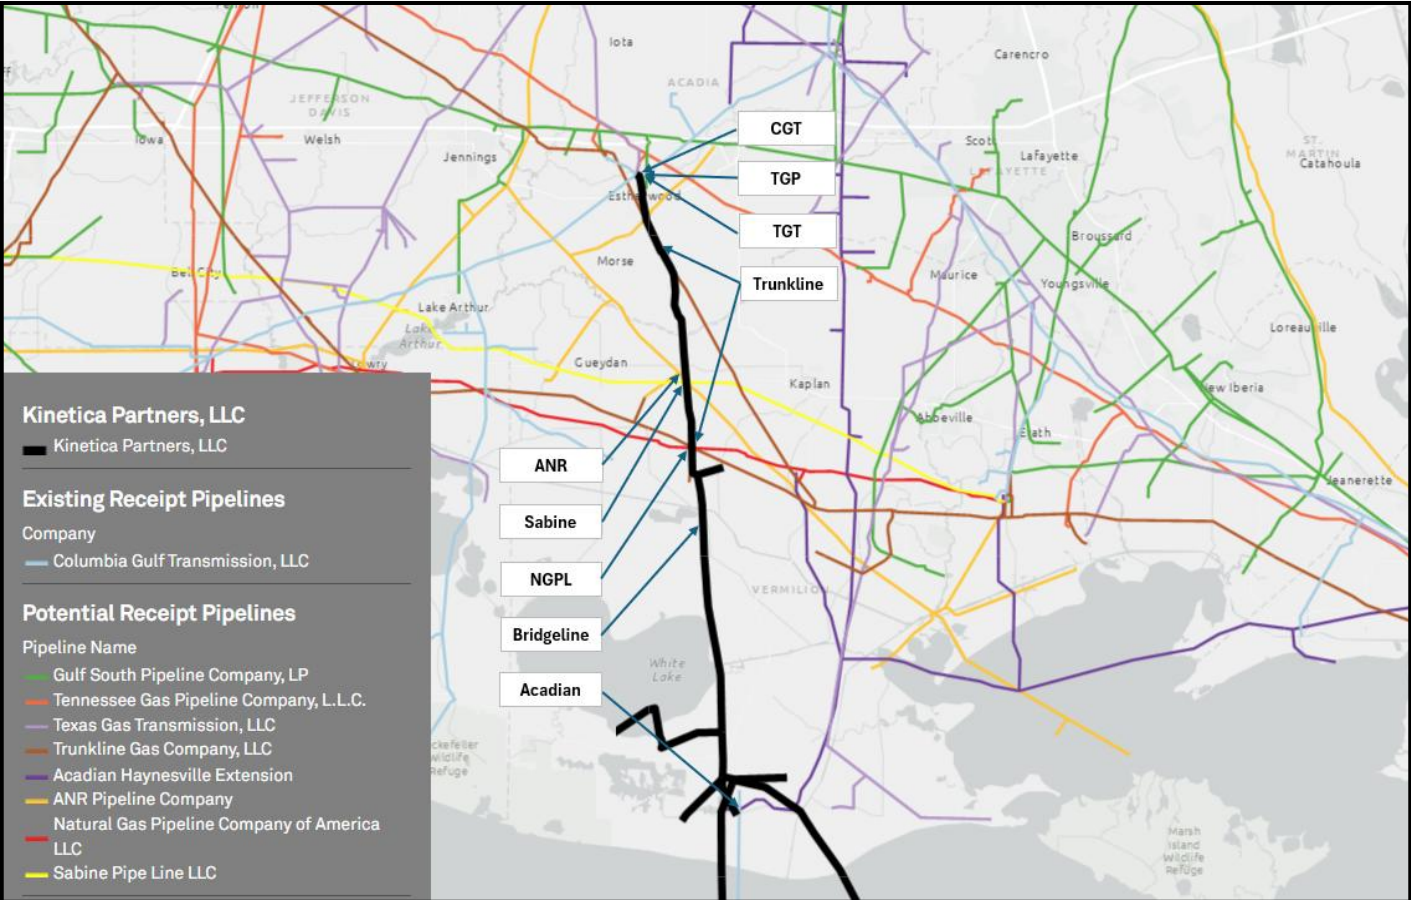 Iota
Carencro
ACADIA
JEFFERSON
DAVIS
CGT
Iowa
Welsh
Jennings
Scott
Lafayette
LAFAYETTE
ST.
MARTIN
Catahoula
TGP
Estherwood
TGT
Broussard
Morse
Bell City
Maurice
Youngsville
Trunkline
Lake Arthur
Lake
Arthur
Loreauville
Gueydan
Kaplan
New Iberia
Abbeville
Erath
Jeanerette
Kinetica Partners, LLC
Kinetica Partners, LLC
Existing Receipt Pipelines
Company
Columbia Gulf Transmission, LLC
Potential Receipt Pipelines
Pipeline Name
Gulf South Pipeline Company, LP
Tennessee Gas Pipeline Company, L.L.C.
Texas Gas Transmission, LLC
Trunkline Gas Company, LLC
Acadian Haynesville Extension
ANR Pipeline Company
Natural Gas Pipeline Company of America
LLC
Sabine Pipe Line LLC
ANR
Sabine
NGPL
Bridgeline
Acadian
VERMILION
White
Lake
ckefeller
Wildlife
Refuge
Marsh
Island
Wildlife
Refuge